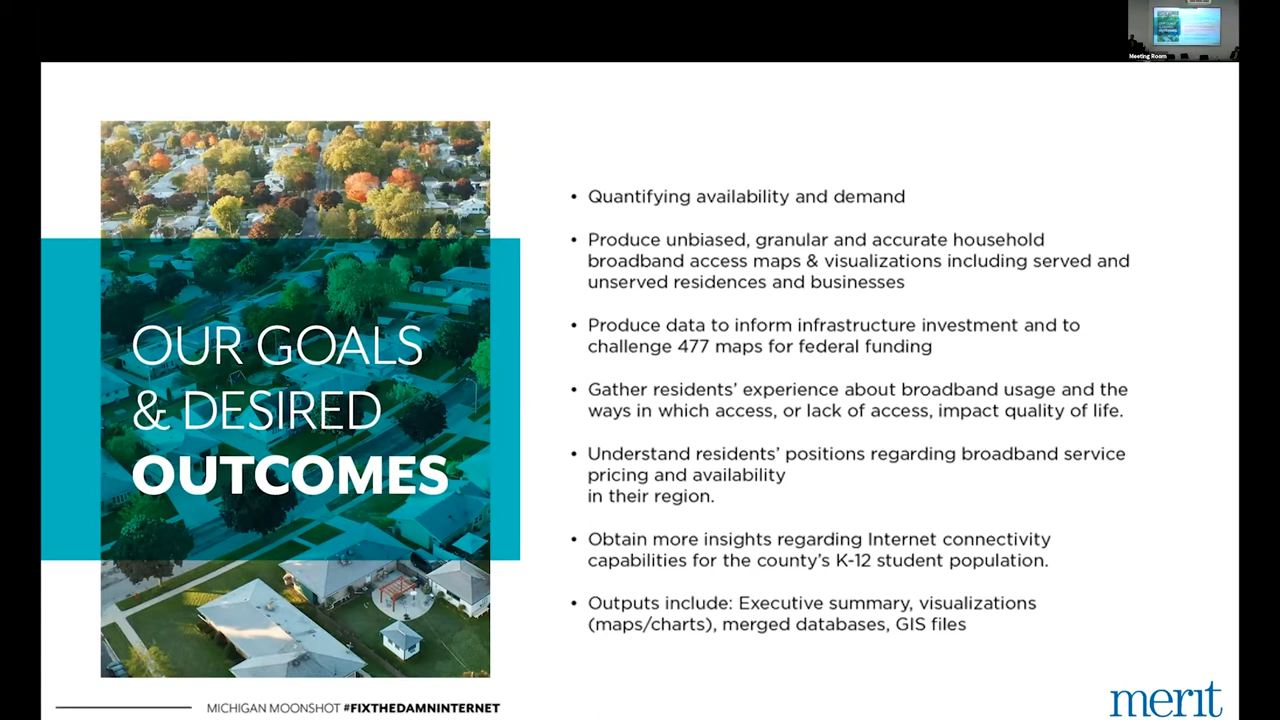 Meeting Room
OUR GOALS
& DESIRED
OUTCOMES
• Quantifying availability and demand
• Produce unbiased, granular and accurate household
broadband access maps & visualizations including served and
unserved residences and businesses
• Produce data to inform infrastructure investment and to
challenge 477 maps for federal funding
• Gather residents’ experience about broadband usage and the
ways in which access, or lack of access, impact quality of life.
• Understand residents’ positions regarding broadband service
pricing and availability
in their region.
• Obtain more insights regarding Internet connectivity
capabilities for the county’s K-12 student population.
• Outputs include: Executive summary, visualizations
(maps/charts), merged databases, GIS files
MICHIGAN MOONSHOT #FIXTHEDAMNINTERNET
merit